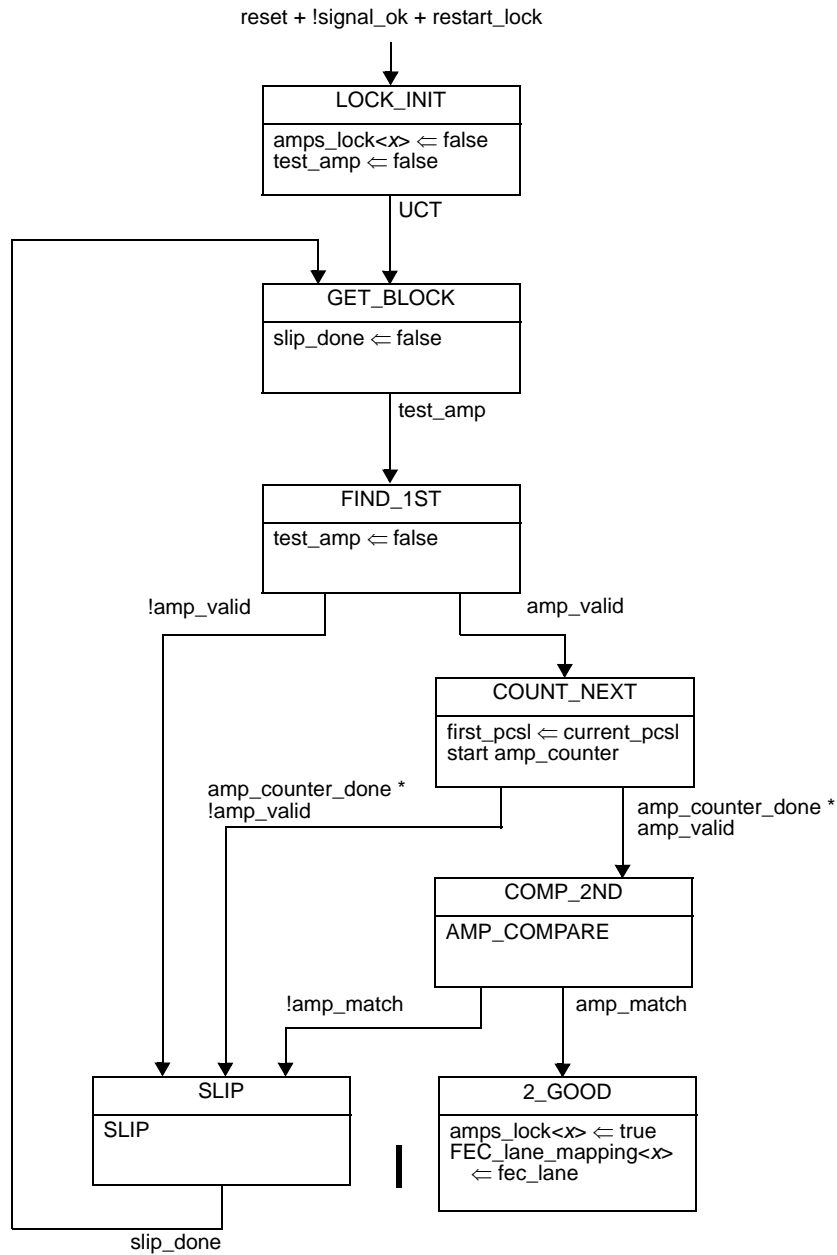 reset + !signal_ok + restart_lock
LOCK_INIT
amps_lock<x> ⇐ false
test_amp ⇐ false
UCT
GET_BLOCK
slip_done ⇐ false
test_amp
FIND_1ST
test_amp ⇐ false
!amp_valid
amp_valid
COUNT_NEXT
first_pcsl ⇐ current_pcsl
start amp_counter
amp_counter_done *
!amp_valid
amp_counter_done *
amp_valid
COMP_2ND
AMP_COMPARE
!amp_match
amp_match
SLIP
SLIP
2_GOOD
amps_lock<x> ⇐ true
FEC_lane_mapping<x>
⇐ fec_lane
slip_done